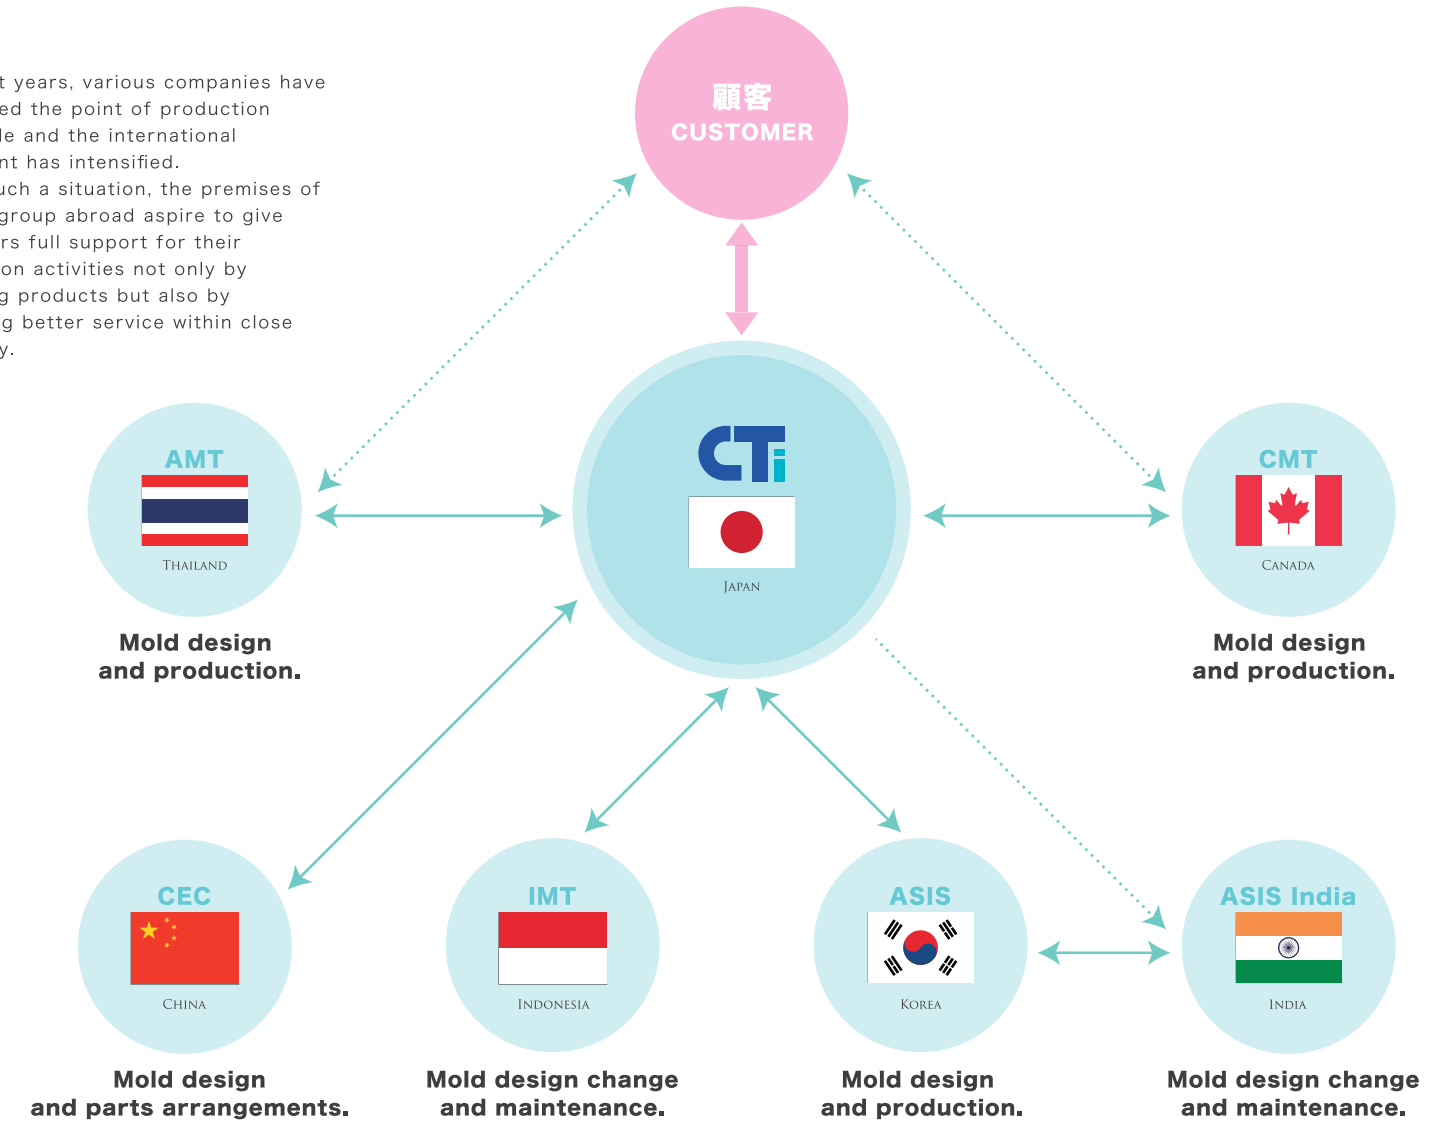 顧客
CUSTOMER
t years, various companies have
ed the point of production
le and the international
nt has intensified.
uch a situation, the premises of
group abroad aspire to give
rs full support for their
on activities not only by
g products but also by
ng better service within close
y.
AMT
THAILAND
Mold design
and production.
CTi
JAPAN
CMT
CANADA
Mold design
and production.
CEC
CHINA
Mold design
and parts arrangements.
IMT
INDONESIA
Mold design change
and maintenance.
ASIS
KOREA
Mold design
and production.
ASIS India
INDIA
Mold design change
and maintenance.